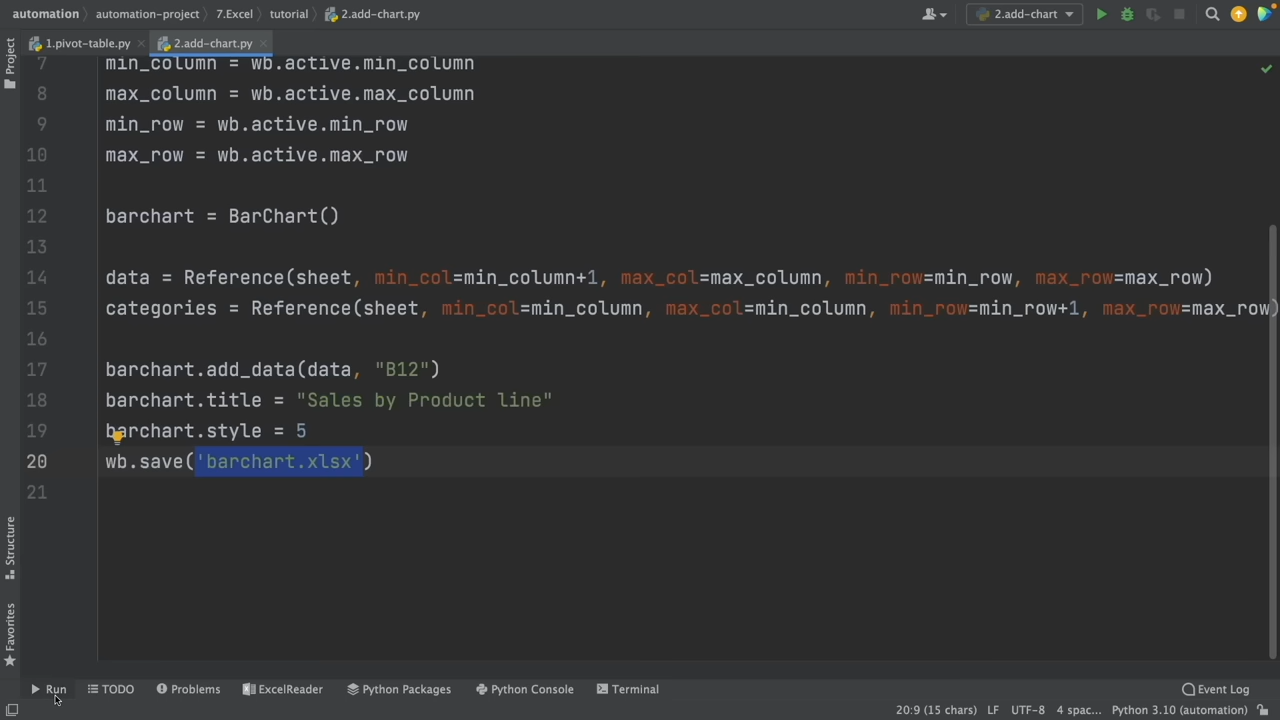 automation automation-project 7.Excel tutorial 2.add-chart.py 2.add-chart
1.pivot-table.py 2.add-chart.py
Project
7 min_column = wb.active.min_column
8 max_column = wb.active.max_column
9 min_row = wb.active.min_row
10 max_row = wb.active.max_row
11
12 barchart = BarChart()
13
14 data = Reference(sheet, min_col=min_column+1, max_col=max_column, min_row=min_row, max_row=max_row)
15 categories = Reference(sheet, min_col=min_column, max_col=min_column, min_row=min_row+1, max_row=max_row)
16
17 barchart.add_data(data, "B12")
18 barchart.title = "Sales by Product line"
19 barchart.style = 5
20 wb.save('barchart.xlsx')
21
Structure
Favorites
Run TODO Problems ExcelReader Python Packages Python Console Terminal Event Log
20:9 (15 chars) LF UTF-8 4 spac... Python 3.10 (automation)